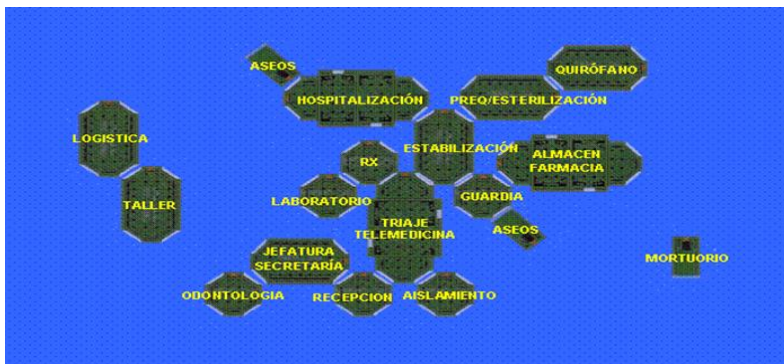 ASEOS
QUIRÓFANO
HOSPITALIZACIÓN
PREQ/ESTERILIZACIÓN
LOGISTICA
ESTABILIZACIÓN
ALMACEN
FARMACIA
RX
LABORATORIO
GUARDIA
TALLER
TRIAJE
TELEMEDICINA
ASEOS
JEFATURA
SECRETARÍA
MORTUORIO
ODONTOLOGIA
RECEPCION
AISLAMIENTO